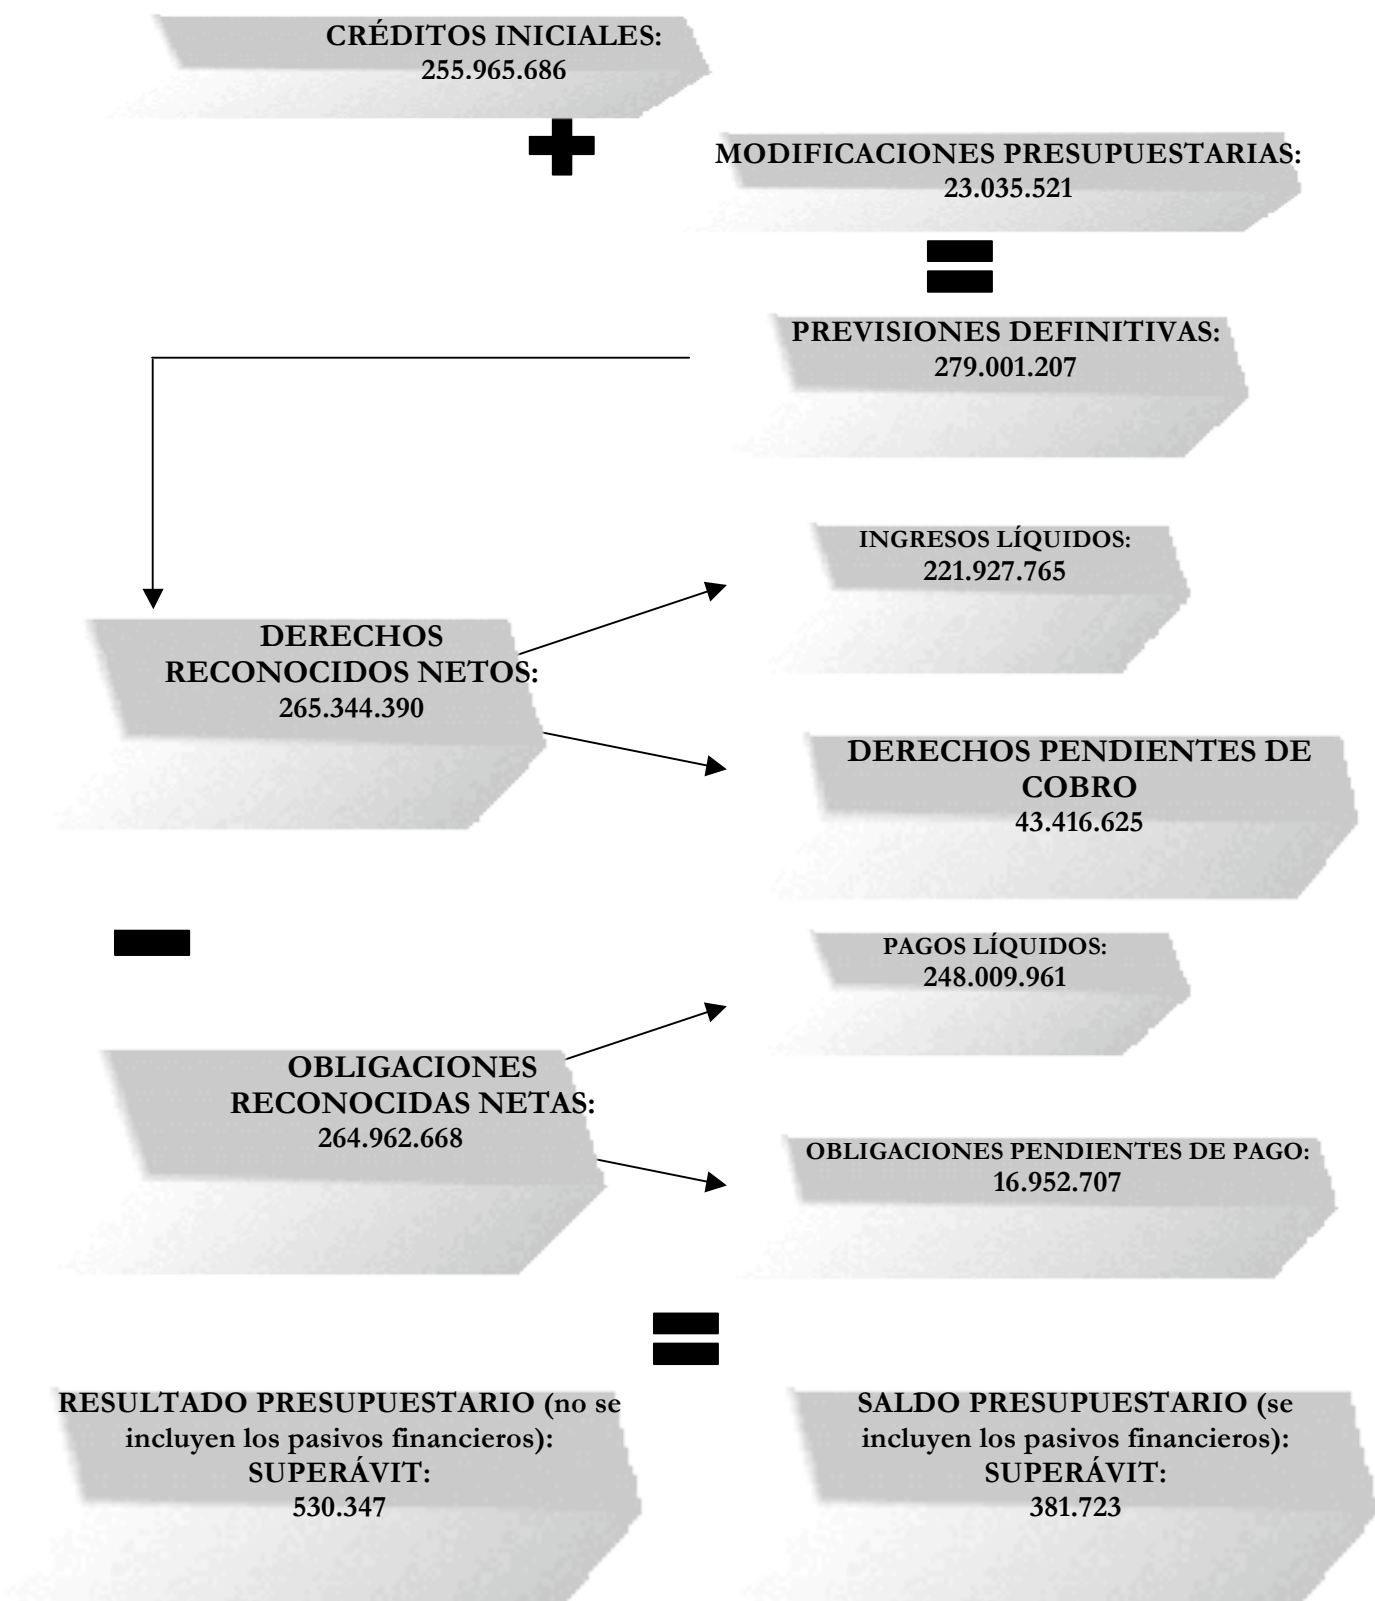 CRÉDITOS INICIALES:
255.965.686
MODIFICACIONES PRESUPUESTARIAS:
23.035.521
PREVISIONES DEFINITIVAS:
279.001.207
INGRESOS LÍQUIDOS:
221.927.765
DERECHOS
RECONOCIDOS NETOS:
265.344.390
DERECHOS PENDIENTES DE
COBRO
43.416.625
PAGOS LÍQUIDOS:
248.009.961
OBLIGACIONES
RECONOCIDAS NETAS:
264.962.668
OBLIGACIONES PENDIENTES DE PAGO:
16.952.707
RESULTADO PRESUPUESTARIO (no se
incluyen los pasivos financieros):
SUPERÁVIT:
530.347
SALDO PRESUPUESTARIO (se
incluyen los pasivos financieros):
SUPERÁVIT:
381.723